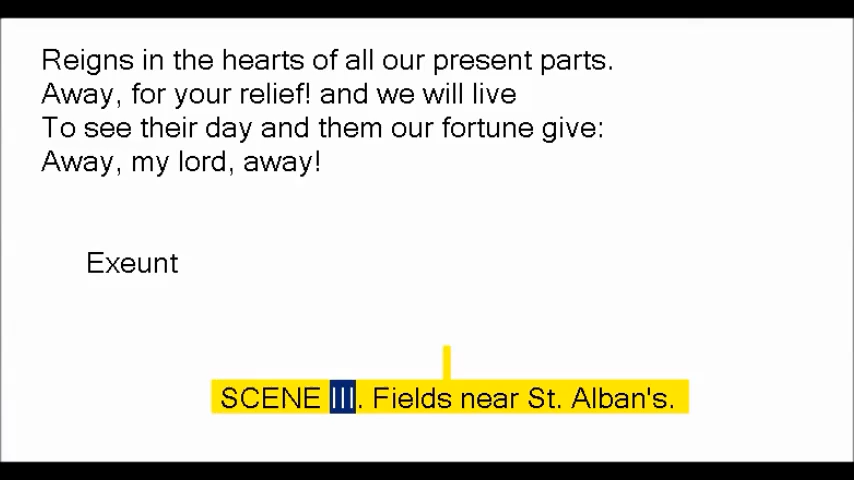 Reigns in the hearts of all our present parts.
Away, for your relief! and we will live
To see their day and them our fortune give:
Away, my lord, away!
Exeunt
SCENE III. Fields near St. Alban's.